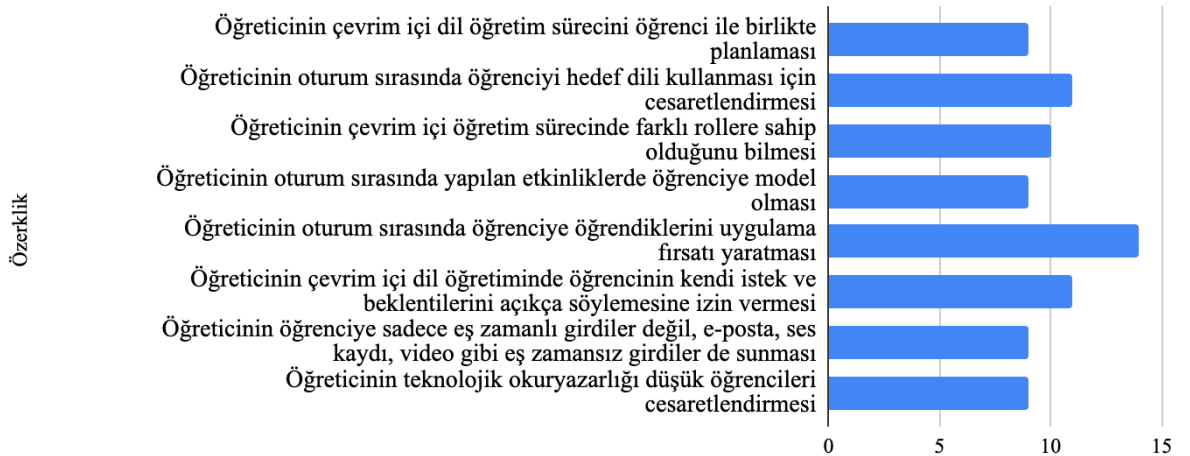 Öğreticinin çevrim içi dil öğretim sürecini öğrenci ile birlikte
planlaması
Öğreticinin oturum sırasında öğrenciyi hedef dili kullanması için
cesaretlendirmesi
Öğreticinin çevrim içi öğretim sürecinde farklı rollere sahip
olduğunu bilmesi
Öğreticinin oturum sırasında yapılan etkinliklerde öğrenciye model
olması
Öğreticinin oturum sırasında öğrenciye öğrendiklerini uygulama
fırsatı yaratması
Öğreticinin çevrim içi dil öğretiminde öğrencinin kendi istek ve
beklentilerini açıkça söylemesine izin vermesi
Öğreticinin öğrenciye sadece eş zamanlı girdiler değil, e-posta, ses
kaydı, video gibi eş zamansız girdiler de sunması
Öğreticinin teknolojik okuryazarlığı düşük öğrencileri
cesaretlendirmesi
Özerklik
0 5 10 15